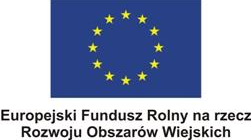 Europejski Fundusz Rolny na rzecz
Rozwoju Obszarów Wiejskich